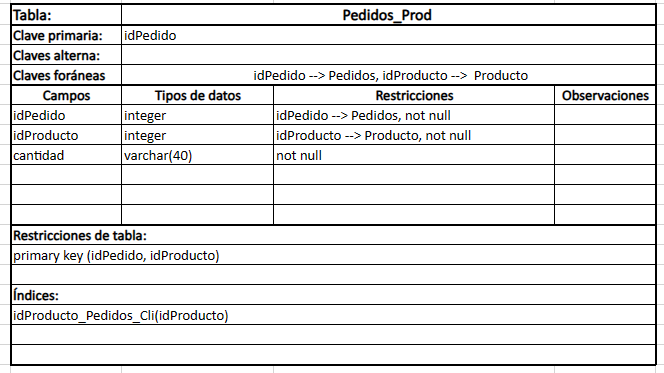 Tabla: Pedidos_Prod
Clave primaria: idPedido
Claves alterna:
Claves foráneas idPedido --> Pedidos, idProducto --> Producto
Campos Tipos de datos Restricciones Observaciones
idPedido integer idPedido --> Pedidos, not null
idProducto integer idProducto --> Producto, not null
cantidad varchar(40) not null
Restricciones de tabla:
primary key (idPedido, idProducto)
Índices:
idProducto_Pedidos_Cli(idProducto)